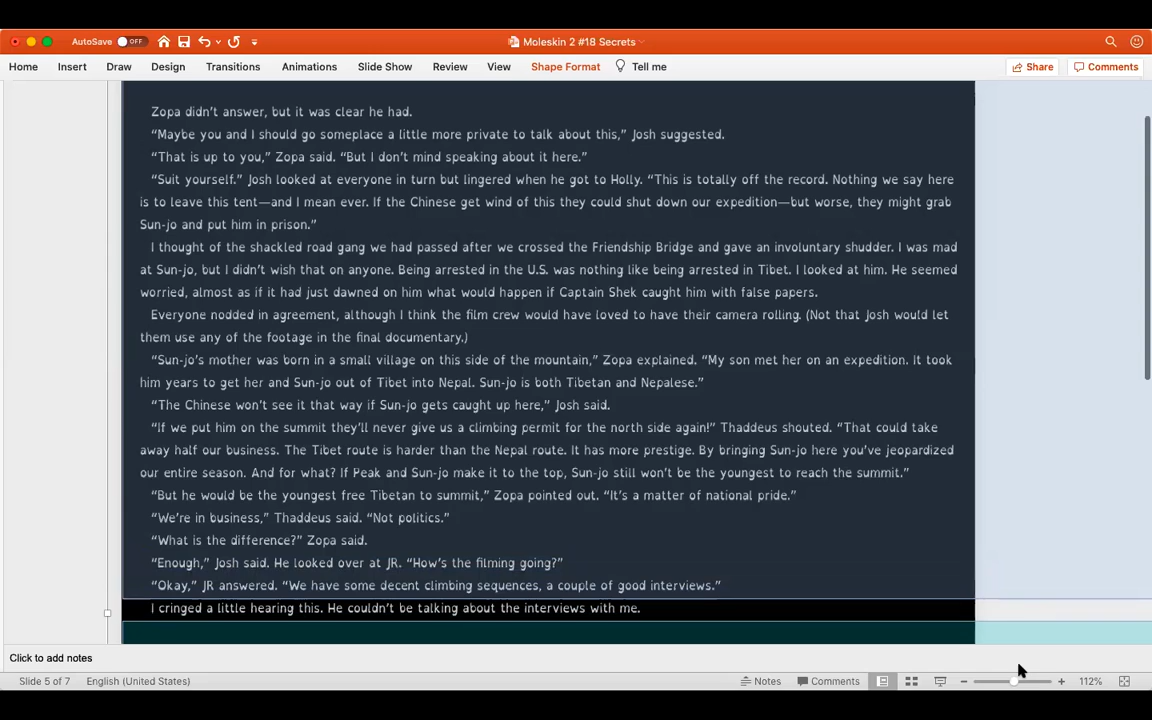 AutoSave OFF Moleskin 2 #18 Secrets
Home Insert Draw Design Transitions Animations Slide Show Review View Shape Format Tell me Share Comments
Zopa didn't answer, but it was clear he had.
“Maybe you and I should go someplace a little more private to talk about this,” Josh suggested.
“That is up to you,” Zopa said. “But I don't mind speaking about it here.”
“Suit yourself.” Josh looked at everyone in turn but lingered when he got to Holly. “This is totally off the record. Nothing we say here
is to leave this tent—and I mean ever. If the Chinese get wind of this they could shut down our expedition—but worse, they might grab
Sun-jo and put him in prison.”
I thought of the shackled road gang we had passed after we crossed the Friendship Bridge and gave an involuntary shudder. I was mad
at Sun-jo, but I didn't wish that on anyone. Being arrested in the U.S. was nothing like being arrested in Tibet. I looked at him. He seemed
worried, almost as if it had just dawned on him what would happen if Captain Shek caught him with false papers.
Everyone nodded in agreement, although I think the film crew would have loved to have their camera rolling. (Not that Josh would let
them use any of the footage in the final documentary.)
“Sun-jo's mother was born in a small village on this side of the mountain,” Zopa explained. “My son met her on an expedition. It took
him years to get her and Sun-jo out of Tibet into Nepal. Sun-jo is both Tibetan and Nepalese.”
“The Chinese won't see it that way if Sun-jo gets caught up here,” Josh said.
“If we put him on the summit they'll never give us a climbing permit for the north side again!” Thaddeus shouted. “That could take
away half our business. The Tibet route is harder than the Nepal route. It has more prestige. By bringing Sun-jo here you've jeopardized
our entire season. And for what? If Peak and Sun-jo make it to the top, Sun-jo still won't be the youngest to reach the summit.”
“But he would be the youngest free Tibetan to summit,” Zopa pointed out. “It's a matter of national pride.”
“We're in business,” Thaddeus said. “Not politics.”
“What is the difference?” Zopa said.
“Enough,” Josh said. He looked over at JR. “How's the filming going?”
“Okay,” JR answered. “We have some decent climbing sequences, a couple of good interviews.”
I cringed a little hearing this. He couldn't be talking about the interviews with me.
Click to add notes
Slide 5 of 7 English (United States) Notes Comments 112%